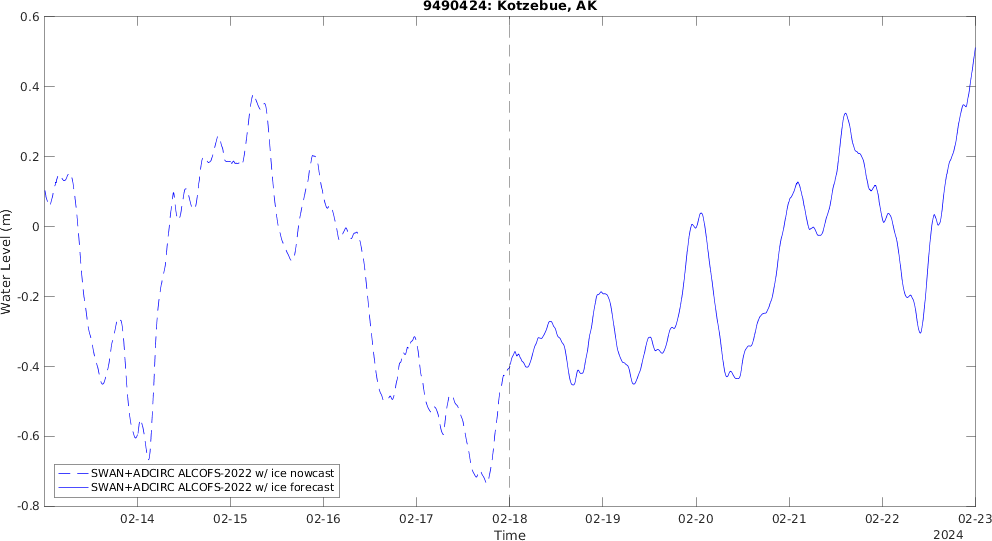 9490424: Kotzebue, AK
0.6
0.4
0.2
0
-0.2
-0.4
-0.6
-0.8
Water Level (m)
SWAN+ADCIRC ALCOFS-2022 w/ ice nowcast
SWAN+ADCIRC ALCOFS-2022 w/ ice forecast
02-14 02-15 02-16 02-17 02-18 02-19 02-20 02-21 02-22 02-23
Time
2024